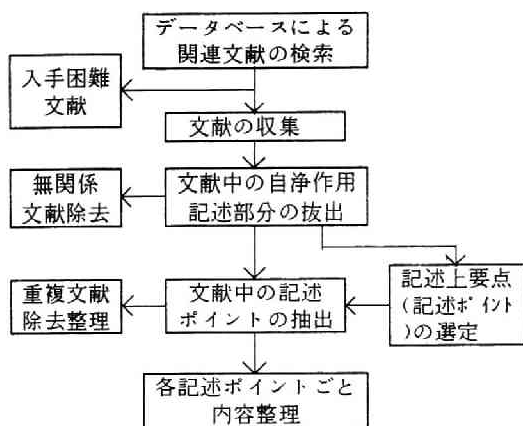 データベースによる
関連文献の検索
入手困難
文献
文献の収集
無関係
文献除去
文献中の自浄作用
記述部分の抜出
重複文献
除去整理
文献中の記述
ポイントの抽出
記述上要点
(記述ﾎﾟｲﾝﾄ
)の選定
各記述ポイントごと
内容整理